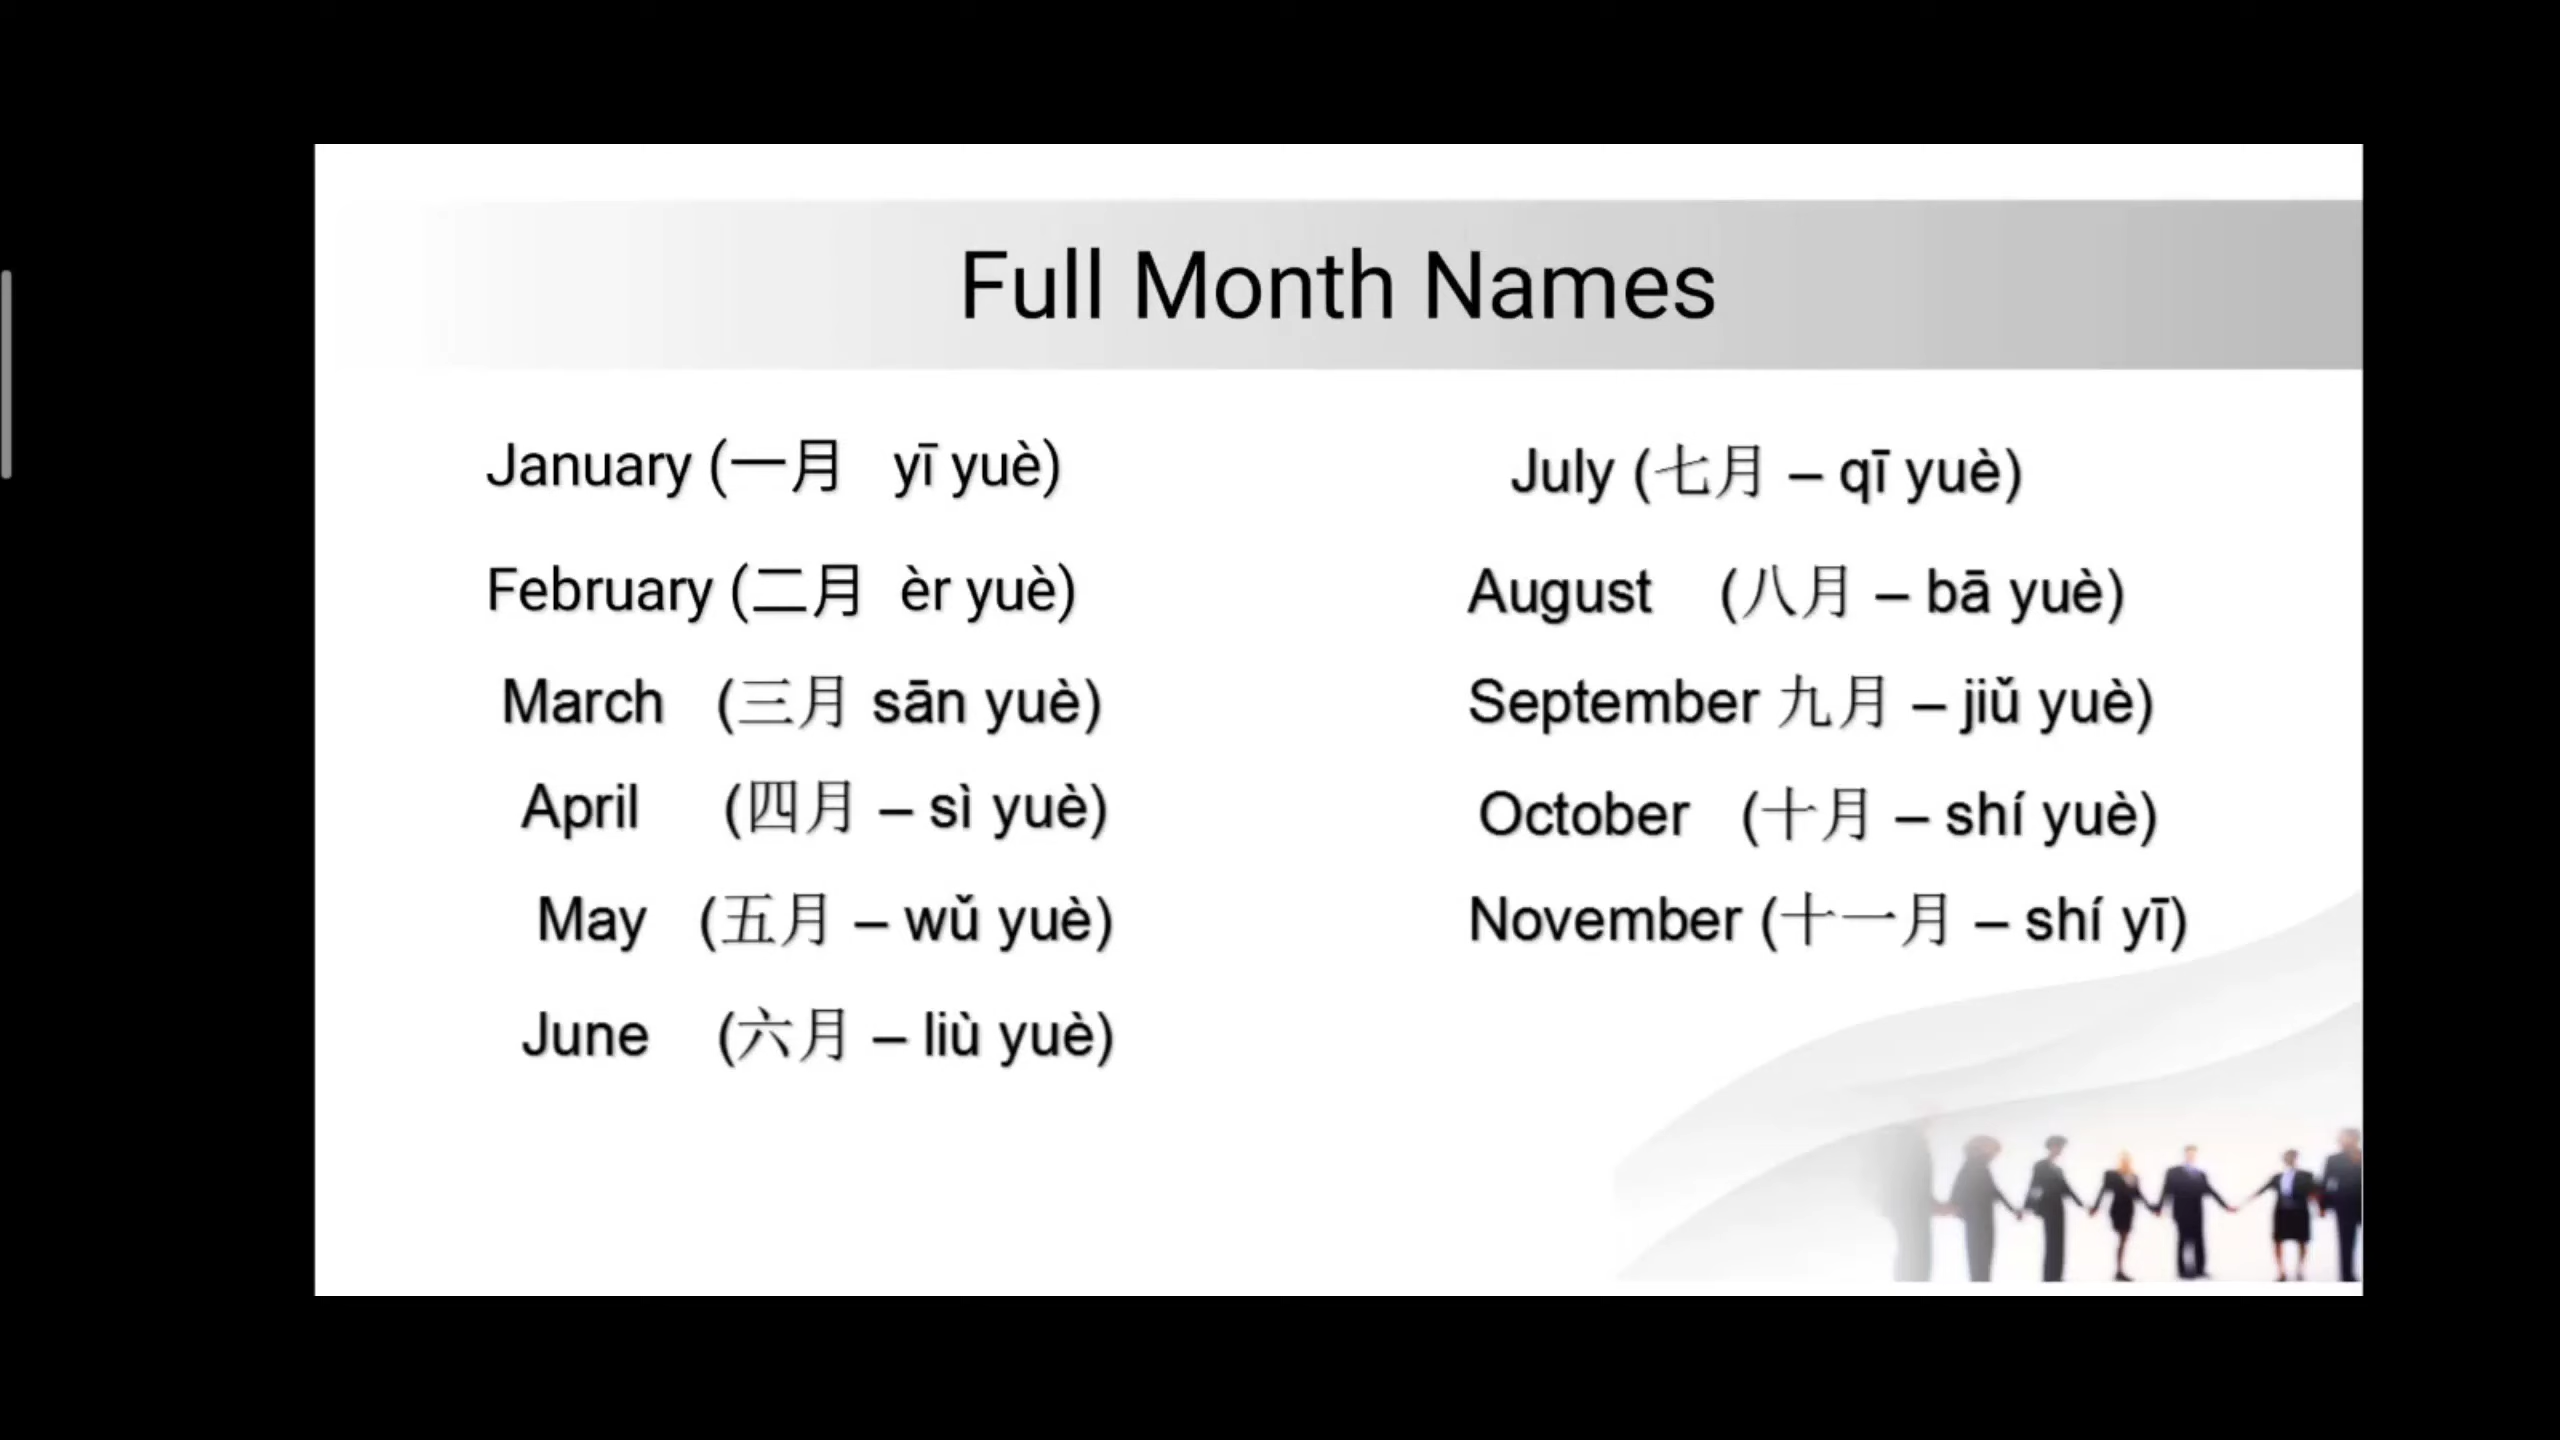 Full Month Names
January (一月 yī yuè)
February (二月 èr yuè)
March (三月 sān yuè)
April (四月 – sì yuè)
May (五月 – wǔ yuè)
June (六月 – liù yuè)
July (七月 – qī yuè)
August (八月 – bā yuè)
September 九月 – jiǔ yuè)
October (十月 – shí yuè)
November (十一月 – shí yī)